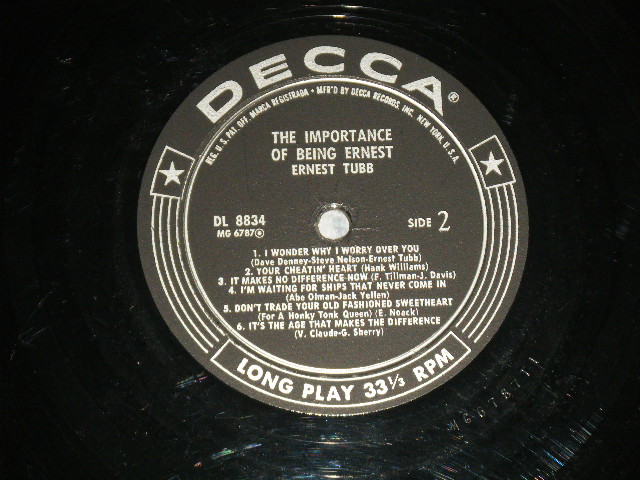 DECCA®
REG. U.S. PAT. OFF. MARCA REGISTRADA • MFR'D BY DECCA RECORDS, INC., NEW YORK, U.S.A.
THE IMPORTANCE
OF BEING ERNEST
ERNEST TUBB
DL 8834
MG 6787®
SIDE 2
1. I WONDER WHY I WORRY OVER YOU
(Dave Denney-Steve Nelson-Ernest Tubb)
2. YOUR CHEATIN' HEART (Hank Williams)
3. IT MAKES NO DIFFERENCE NOW (F. Tillman-J. Davis)
4. I'M WAITING FOR SHIPS THAT NEVER COME IN
(Abe Olman-Jack Yellen)
5. DON'T TRADE YOUR OLD FASHIONED SWEETHEART
(For A Honky Tonk Queen) (E. Noack)
6. IT'S THE AGE THAT MAKES THE DIFFERENCE
(V. Claude-G. Sherry)
LONG PLAY 33⅓ RPM